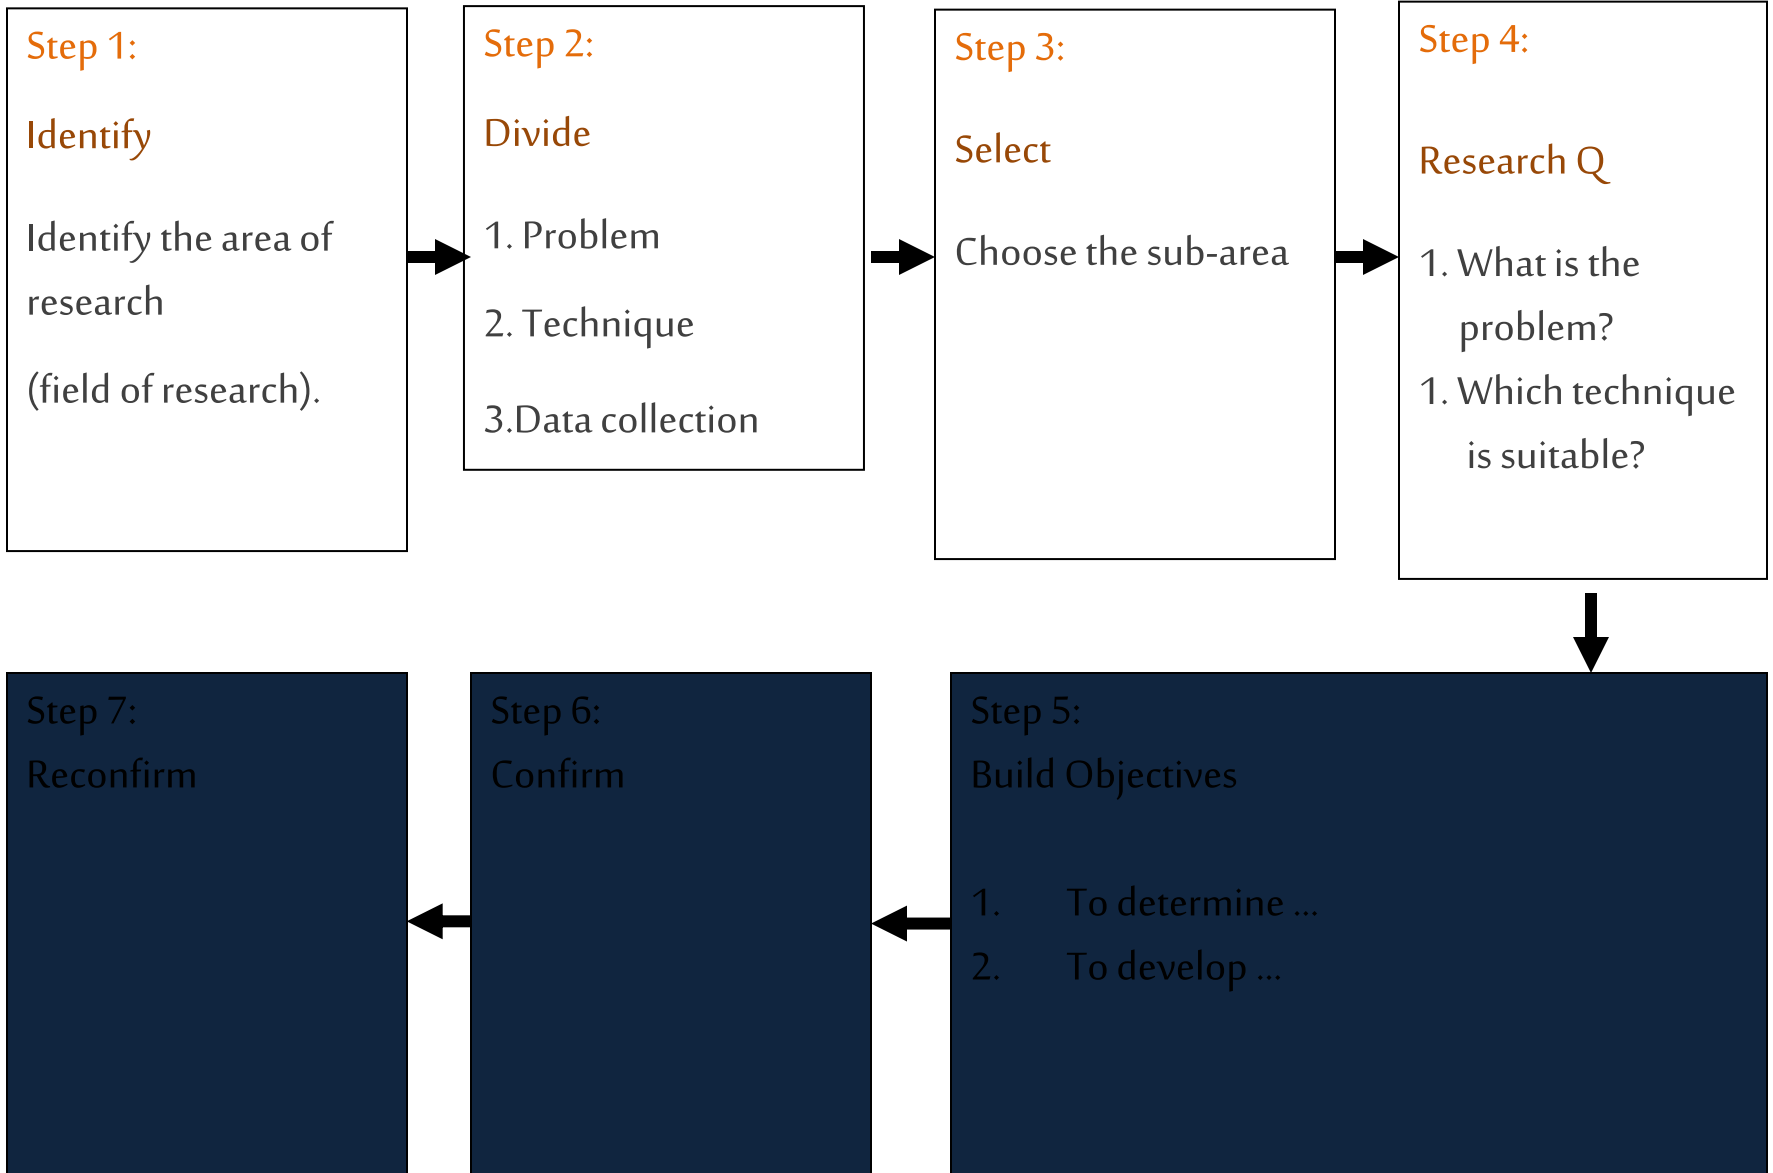 Step 1:
Identify
Identify the area of
research
(field of research).
Step 2:
Divide
1. Problem
2. Technique
3.Data collection
Step 3:
Select
Choose the sub-area
Step 4:
Research Q
1. What is the
problem?
1. Which technique
is suitable?
Step 5:
Build Objectives
1. To determine ...
2. To develop ...
Step 6:
Confirm
Step 7:
Reconfirm